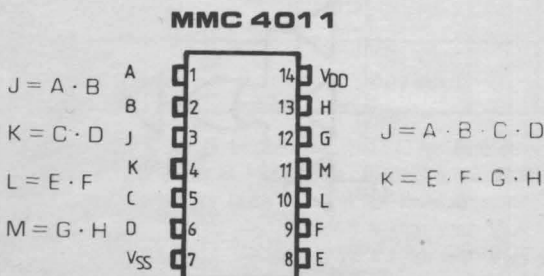 MMC 4011
J = A · B
K = C · D
L = E · F
M = G · H
A 1 14 VDD
B 2 13 H
J 3 12 G
K 4 11 M
C 5 10 L
D 6 9 F
VSS 7 8 E
J = A · B · C · D
K = E · F · G · H